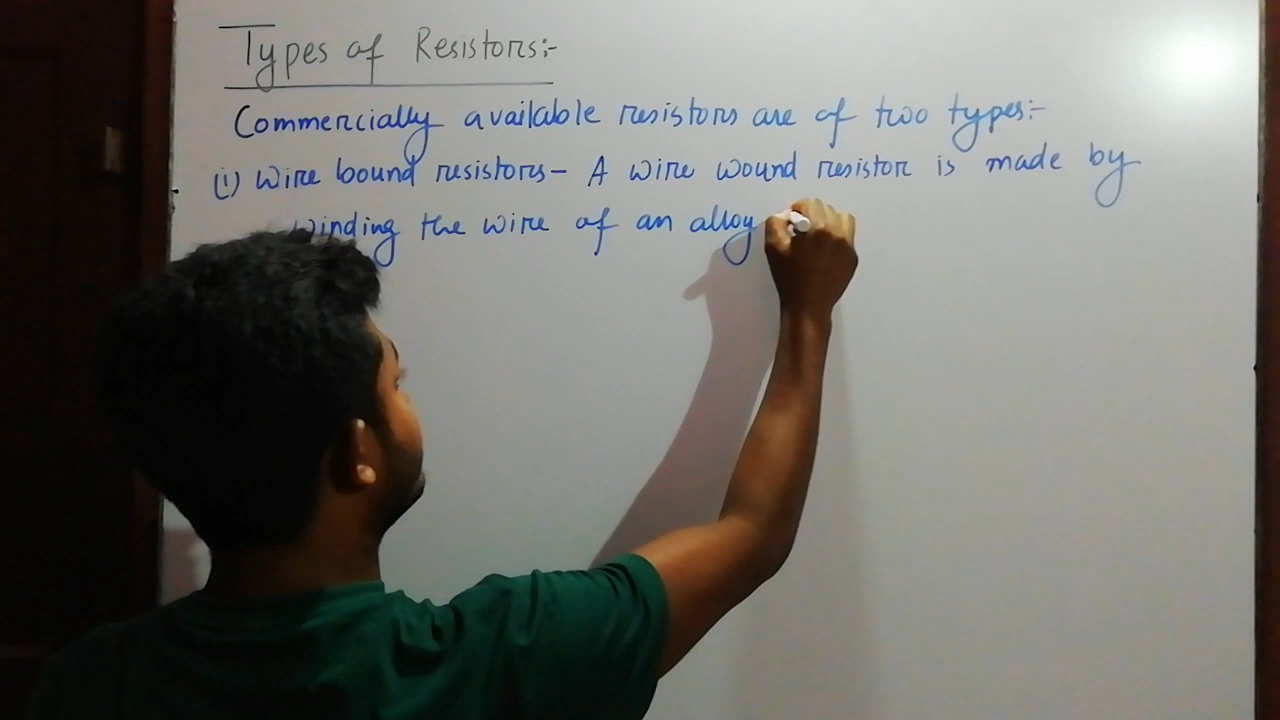 Types of Resistors:-
Commercially available resistors are of two types:-
(i) Wire bound resistors- A wire wound resistor is made by
winding the wire of an alloy